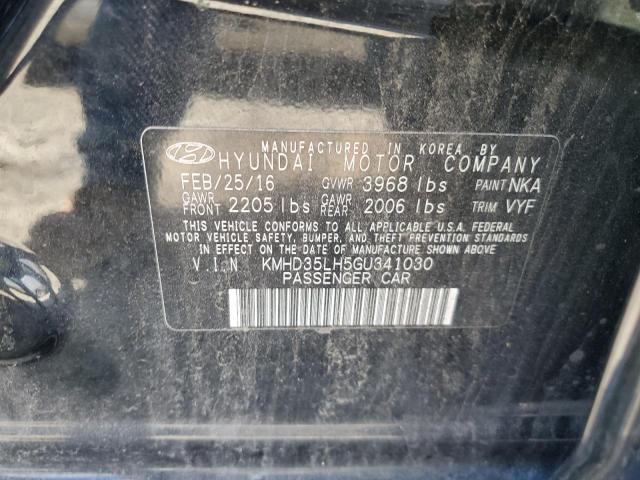 MANUFACTURED IN KOREA BY
HYUNDAI MOTOR COMPANY
FEB/25/16 GVWR 3968 lbs PAINT NKA
GAWR FRONT 2205 lbs GAWR REAR 2006 lbs TRIM VYF
THIS VEHICLE CONFORMS TO ALL APPLICABLE U.S.A. FEDERAL
MOTOR VEHICLE SAFETY, BUMPER, AND THEFT PREVENTION STANDARDS
IN EFFECT ON THE DATE OF MANUFACTURE SHOWN ABOVE.
V.I.N KMHD35LH5GU341030
PASSENGER CAR